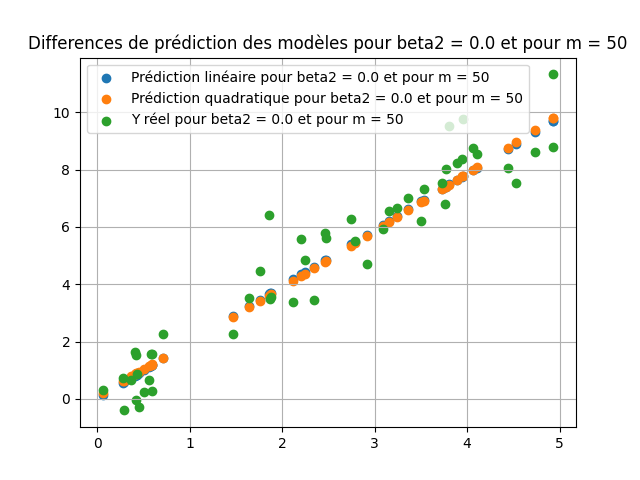 Differences de prédiction des modèles pour beta2 = 0.0 et pour m = 50
Prédiction linéaire pour beta2 = 0.0 et pour m = 50
Prédiction quadratique pour beta2 = 0.0 et pour m = 50
Y réel pour beta2 = 0.0 et pour m = 50
10
8
6
4
2
0
0 1 2 3 4 5